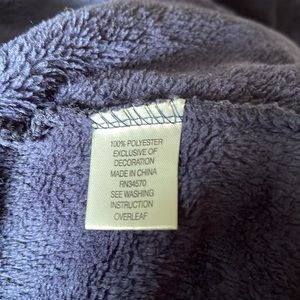 100% POLYESTER
EXCLUSIVE OF
DECORATION
MADE IN CHINA
RN34570
SEE WASHING
INSTRUCTION
OVERLEAF